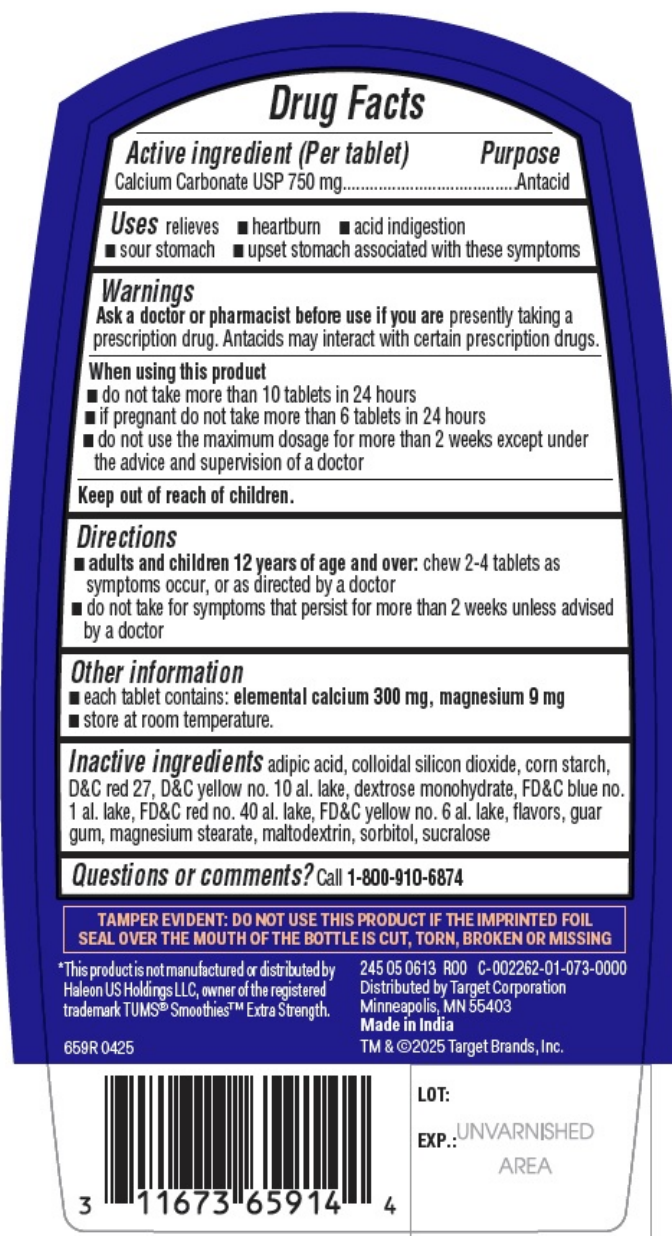 Drug Facts
Active ingredient (Per tablet) Purpose
Calcium Carbonate USP 750 mg.......................................Antacid
Uses relieves ■ heartburn ■ acid indigestion
■ sour stomach ■ upset stomach associated with these symptoms
Warnings
Ask a doctor or pharmacist before use if you are presently taking a
prescription drug. Antacids may interact with certain prescription drugs.
When using this product
■ do not take more than 10 tablets in 24 hours
■ if pregnant do not take more than 6 tablets in 24 hours
■ do not use the maximum dosage for more than 2 weeks except under
the advice and supervision of a doctor
Keep out of reach of children.
Directions
■ adults and children 12 years of age and over: chew 2-4 tablets as
symptoms occur, or as directed by a doctor
■ do not take for symptoms that persist for more than 2 weeks unless advised
by a doctor
Other information
■ each tablet contains: elemental calcium 300 mg, magnesium 9 mg
■ store at room temperature.
Inactive ingredients adipic acid, colloidal silicon dioxide, corn starch,
D&C red 27, D&C yellow no. 10 al. lake, dextrose monohydrate, FD&C blue no.
1 al. lake, FD&C red no. 40 al. lake, FD&C yellow no. 6 al. lake, flavors, guar
gum, magnesium stearate, maltodextrin, sorbitol, sucralose
Questions or comments? Call 1-800-910-6874
TAMPER EVIDENT: DO NOT USE THIS PRODUCT IF THE IMPRINTED FOIL
SEAL OVER THE MOUTH OF THE BOTTLE IS CUT, TORN, BROKEN OR MISSING
*This product is not manufactured or distributed by
Haleon US Holdings LLC, owner of the registered
trademark TUMS® Smoothies™ Extra Strength.
659R 0425
245 05 0613 R00 C-002262-01-073-0000
Distributed by Target Corporation
Minneapolis, MN 55403
Made in India
TM & ©2025 Target Brands, Inc.
3 11673 65914 4
LOT:
EXP.: UNVARNISHED
AREA